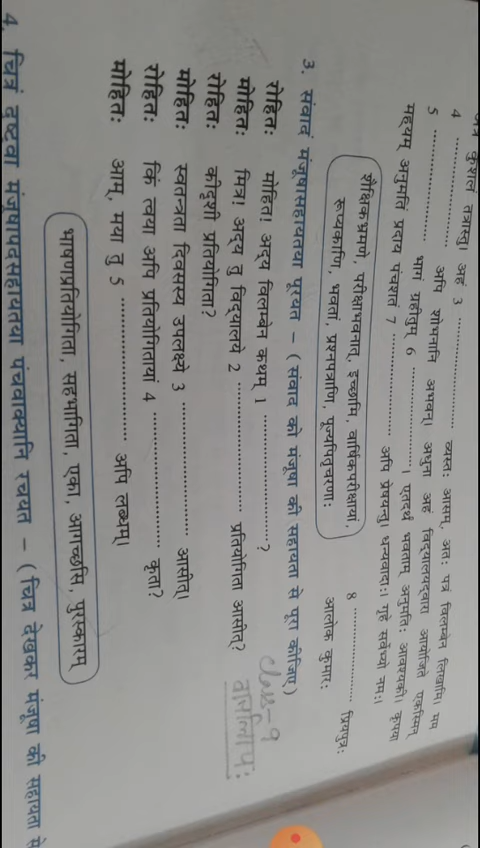 कुशलं तत्रास्तु। अहं 3 .................... व्यस्तः आसम्, अतः पत्रं विलम्बेन लिखामि। मम
4 .................... अपि शोभनानि अभवन्। अधुना अहं विद्यालयद्वारा आयोजिते एकस्मिन्
5 .................... भागं ग्रहीतुम् 6 ....................। एतदर्थं भवताम् अनुमतिः आवश्यकी। कृपया
मह्यम् अनुमतिं प्रदाय पंचशतं 7 .................... अपि प्रेषयन्तु। धन्यवादाः। गृहे सर्वेभ्यो नमः।
8 .................... प्रियपुत्रः
आलोक कुमारः
शैक्षिकभ्रमणे, परीक्षाभवनात्, इच्छामि, वार्षिकपरीक्षायां,
रूप्यकाणि, भवतां, प्रश्नपत्राणि, पूज्यपितृचरणाः
3. संवादं मंजूषासहायतया पूरयत – (संवाद को मंजूषा की सहायता से पूरा कीजिए)
class-9
वार्तालाप:
रोहितः मोहित। अद्य विलम्बेन कथम् 1 ....................?
मोहितः मित्र। अद्य तु विद्यालये 2 .................... प्रतियोगिता आसीत्?
रोहितः कीदृशी प्रतियोगिता?
मोहितः स्वतन्त्रता दिवसस्य उपलक्ष्ये 3 .................... आसीत्।
रोहितः किं त्वया अपि प्रतियोगितायां 4 .................... कृता?
मोहितः आम्, मया तु 5 .................... अपि लब्धम्।
भाषणप्रतियोगिता, सहभागिता, एका, आगच्छसि, पुरस्कारम्
4. चित्रं दृष्ट्वा मंजूषापदसहायतया पंचवाक्यानि रचयत – (चित्र देखकर मंजूषा की सहायता से